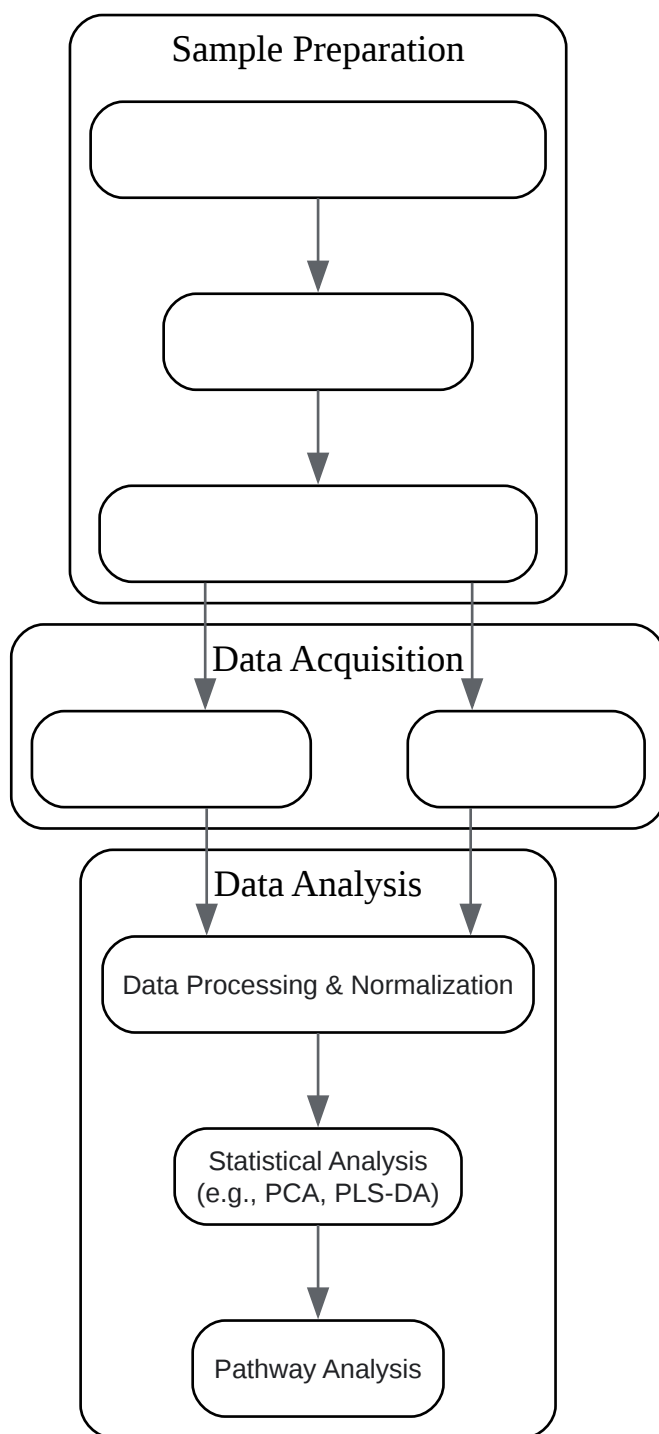 Sample Preparation
Data Acquisition
Data Analysis
Data Processing & Normalization
Statistical Analysis
(e.g., PCA, PLS-DA)
Pathway Analysis